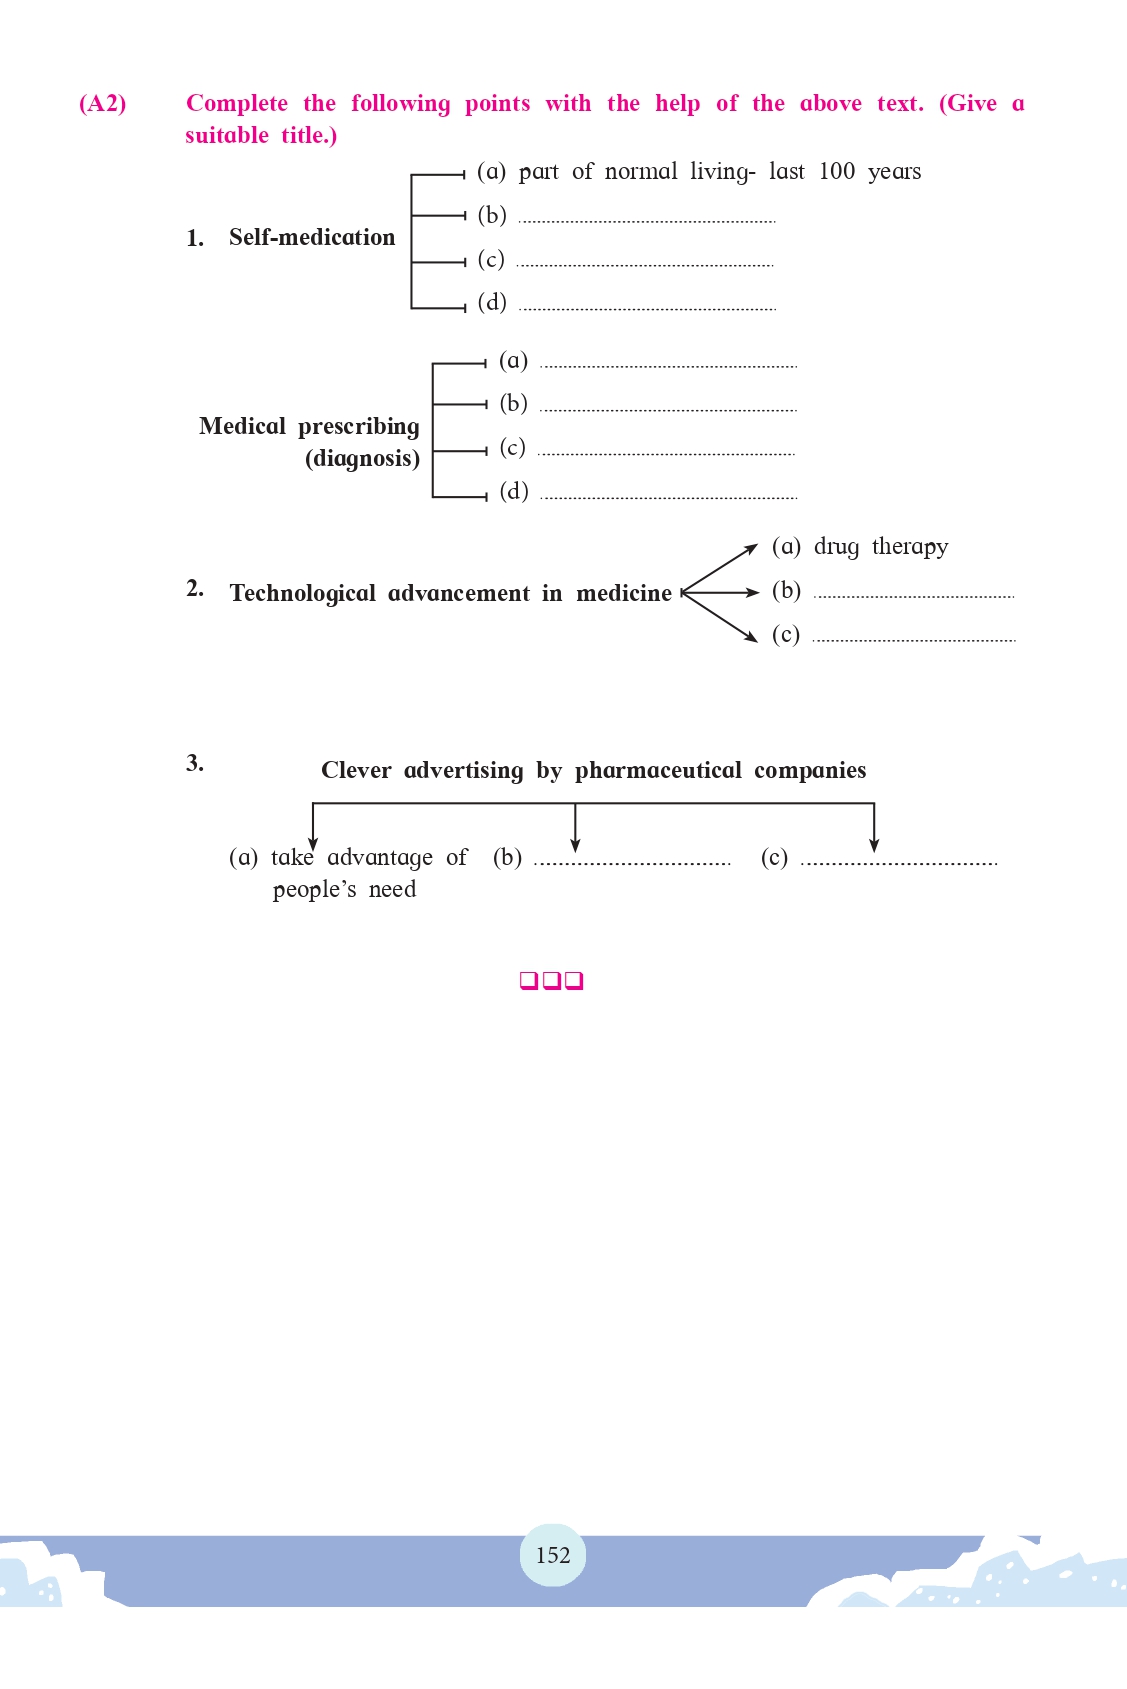 (A2) Complete the following points with the help of the above text. (Give a
suitable title.)
(a) part of normal living- last 100 years
(b) ..........................................................
1. Self-medication
(c) ..........................................................
(d) ..........................................................
(a) ..........................................................
(b) ..........................................................
Medical prescribing
(diagnosis)
(c) ..........................................................
(d) ..........................................................
(a) drug therapy
2. Technological advancement in medicine
(b) .............................................
(c) .............................................
3. Clever advertising by pharmaceutical companies
(a) take advantage of (b) ................................ (c) ................................
people's need
❑❑❑
152